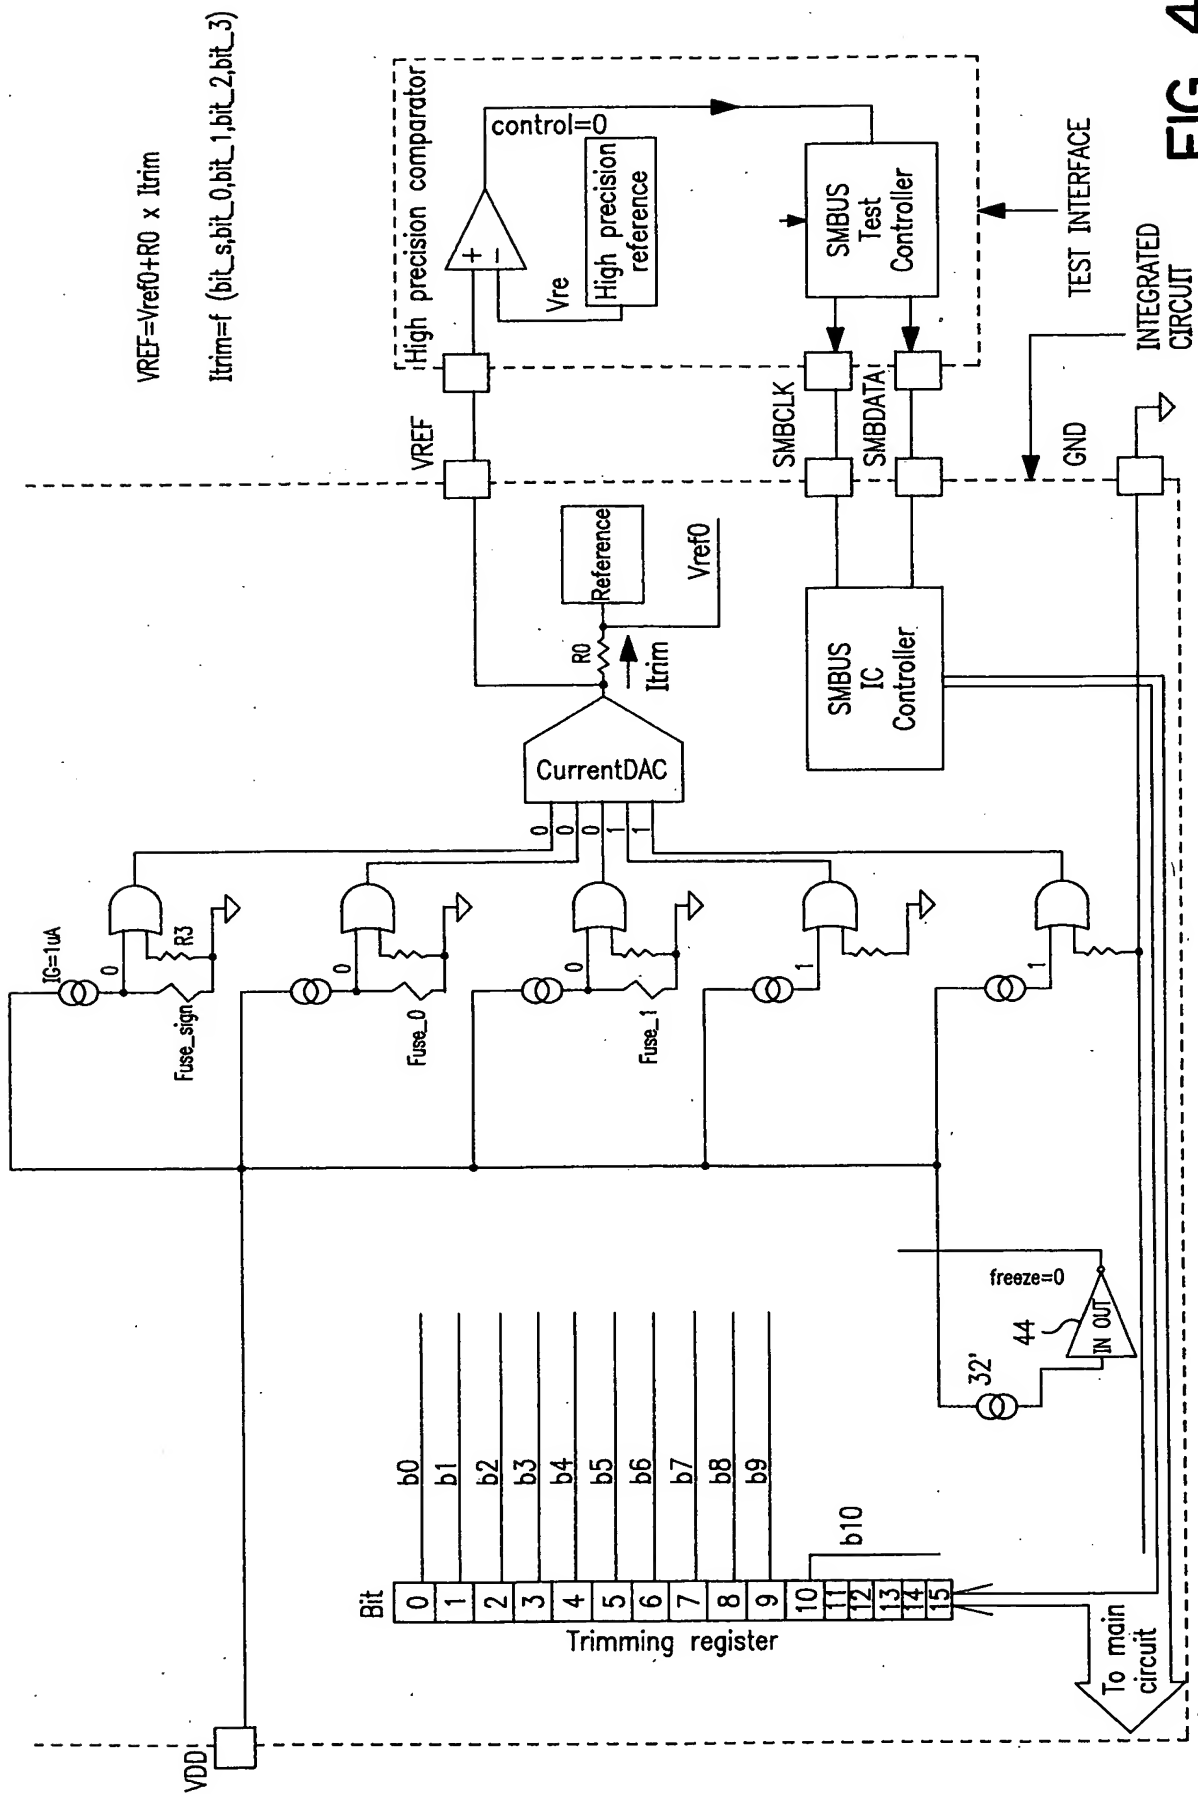 VREF=Vref0+R0 x Itrim
Itrim=f (bit_s,bit_0,bit_1,bit_2,bit_3)
High precision comparator
control=0
+
−
Vre
High precision
reference
SMBUS
Test
Controller
TEST INTERFACE
INTEGRATED
CIRCUIT
VREF
SMBCLK
SMBDATA
GND
Reference
Vref0
R0
Itrim
SMBUS
IC
Controller
CurrentDAC
0
0
0
1
1
IG=1uA
0
R3
Fuse_sign
0
Fuse_0
0
Fuse_1
1
1
freeze=0
44
IN OUT
32'
b0
b1
b2
b3
b4
b5
b6
b7
b8
b9
b10
Bit
0
1
2
3
4
5
6
7
8
9
10
11
12
13
14
15
Trimming register
To main
circuit
VDD
FIG. 4